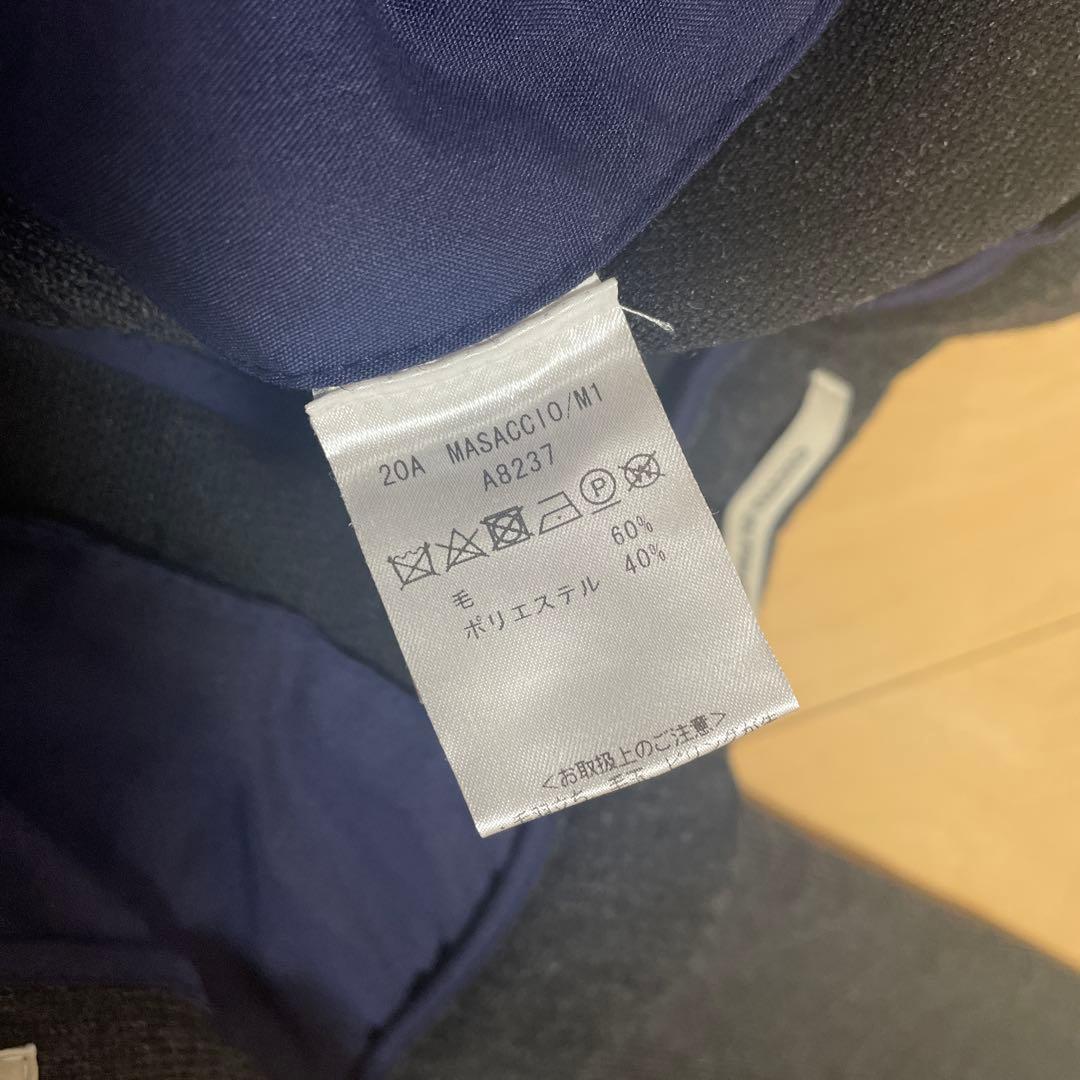 20A MASACCIO/M1
A8237
P W
毛 60%
ポリエステル 40%
<お取扱上のご注意>